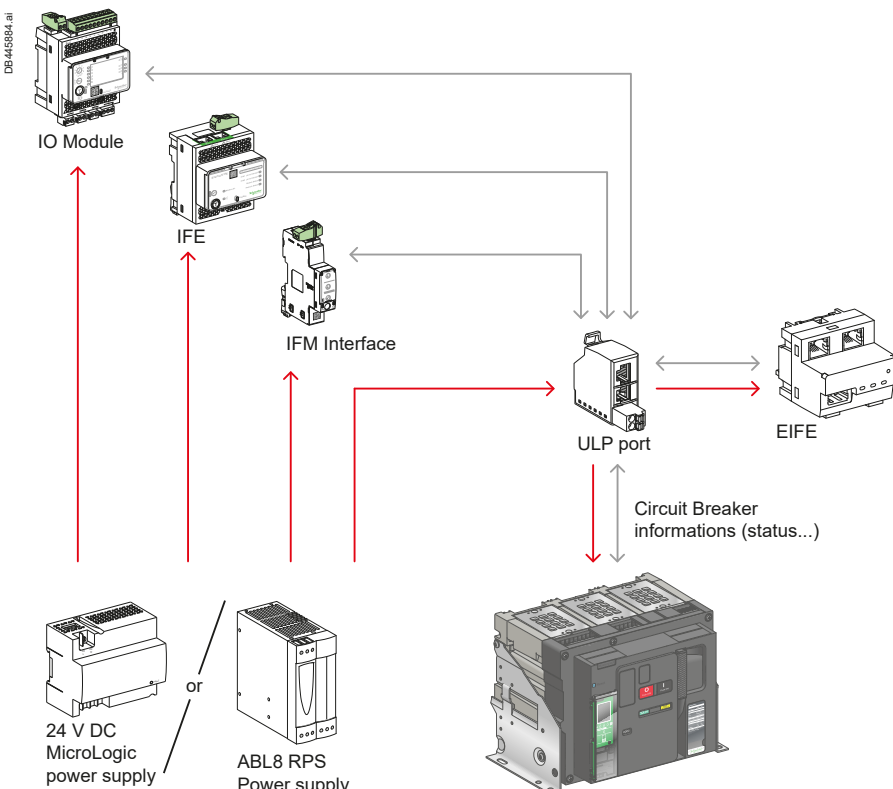 DB445884.ai
IO Module
IFE
IFM Interface
ULP port
EIFE
Circuit Breaker
informations (status...)
or
24 V DC
MicroLogic
power supply
ABL8 RPS
Power supply